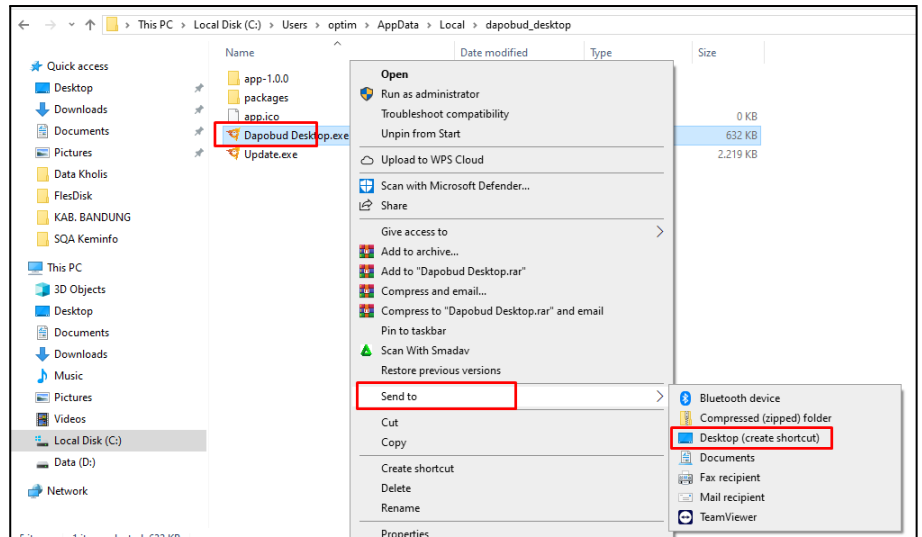 This PC > Local Disk (C:) > Users > optim > AppData > Local > dapobud_desktop
Name Date modified Type Size
Quick access
Desktop
Downloads
Documents
Pictures
Data Kholis
FlesDisk
KAB. BANDUNG
SQA Keminfo
This PC
3D Objects
Desktop
Documents
Downloads
Music
Pictures
Videos
Local Disk (C:)
Data (D:)
Network
app-1.0.0
packages
app.ico 0 KB
Dapobud Desktop.exe 632 KB
Update.exe 2.219 KB
Open
Run as administrator
Troubleshoot compatibility
Unpin from Start
Upload to WPS Cloud
Scan with Microsoft Defender...
Share
Give access to
Add to archive...
Add to "Dapobud Desktop.rar"
Compress and email...
Compress to "Dapobud Desktop.rar" and email
Pin to taskbar
Scan With Smadav
Restore previous versions
Send to
Cut
Copy
Create shortcut
Delete
Rename
Properties
Bluetooth device
Compressed (zipped) folder
Desktop (create shortcut)
Documents
Fax recipient
Mail recipient
TeamViewer